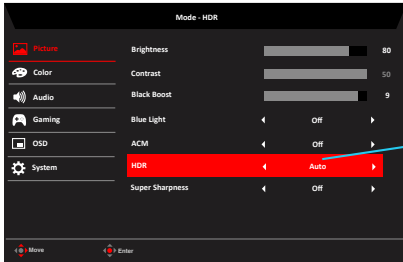 Mode - HDR
Picture
Brightness 80
Color
Contrast 50
Audio
Black Boost 9
Gaming
Blue Light Off
OSD
ACM Off
System
HDR Auto
Super Sharpness Off
Move Enter